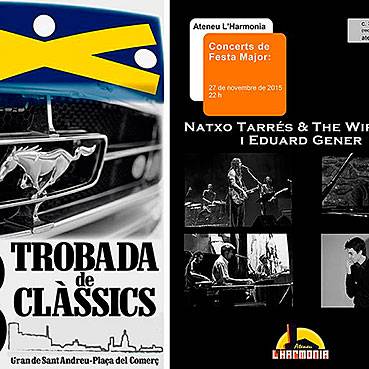 TROBADA
de
CLÀSSICS
Gran de Sant Andreu-Plaça del Comerç
Ateneu L'Harmonia
Concerts de
Festa Major:
27 de novembre de 2015
22 h
NATXO TARRÉS & THE
I EDUARD GENER
Ateneu
L'HARMONIA